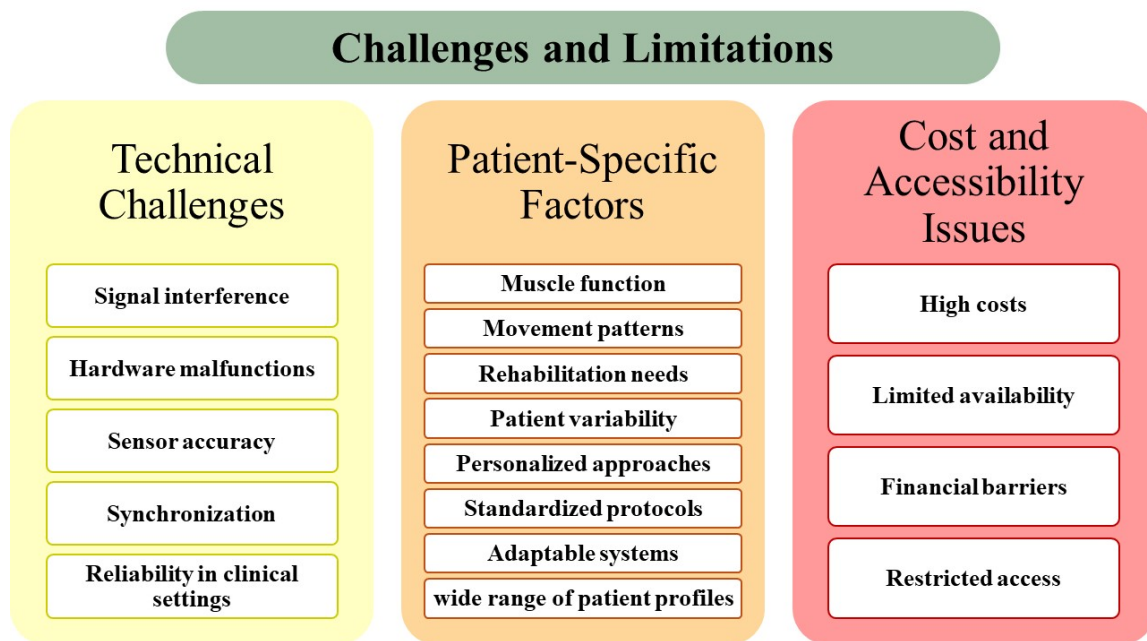 Challenges and Limitations
Technical
Challenges
Signal interference
Hardware malfunctions
Sensor accuracy
Synchronization
Reliability in clinical
settings
Patient-Specific
Factors
Muscle function
Movement patterns
Rehabilitation needs
Patient variability
Personalized approaches
Standardized protocols
Adaptable systems
wide range of patient profiles
Cost and
Accessibility
Issues
High costs
Limited availability
Financial barriers
Restricted access